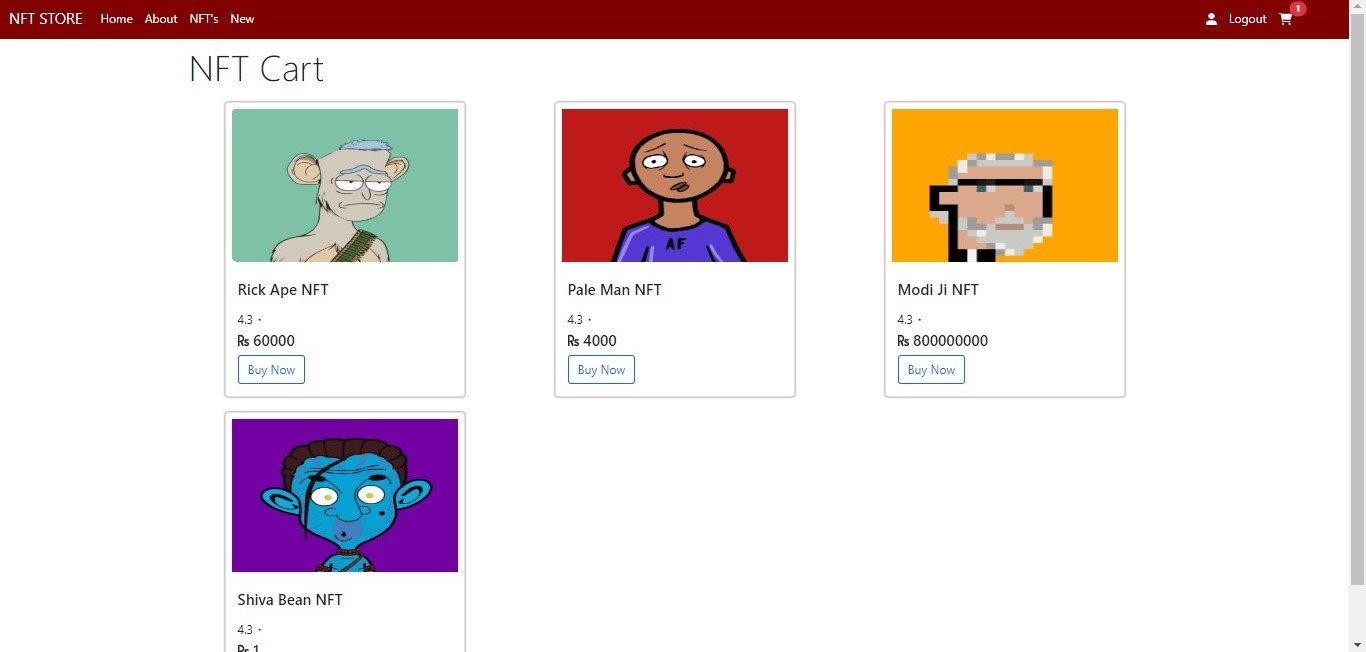 NFT STORE Home About NFT's New Logout 1
NFT Cart
AF
Rick Ape NFT
4.3
₨ 60000
Buy Now
Pale Man NFT
4.3
₨ 4000
Buy Now
Modi Ji NFT
4.3
₨ 800000000
Buy Now
Shiva Bean NFT
4.3
₨ 1